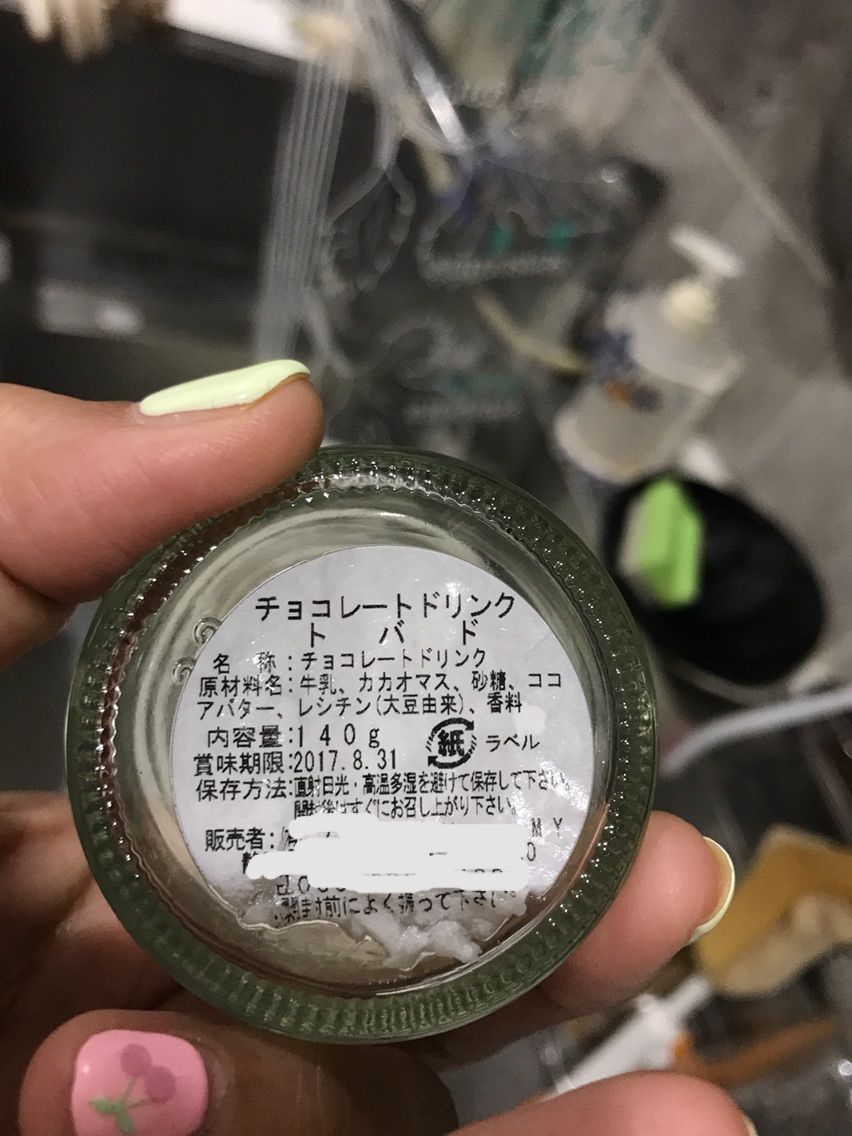 チョコレートドリンク
トバド
名称:チョコレートドリンク
原材料名:牛乳、カカオマス、砂糖、ココ
アバター、レシチン(大豆由来)、香料
内容量:140g 紙 ラベル
賞味期限:2017.8.31
保存方法:直射日光・高温多湿を避けて保存して下さい。
開封後はすぐにお召し上がり下さい。
販売者: MY
開封前によく振って下さい